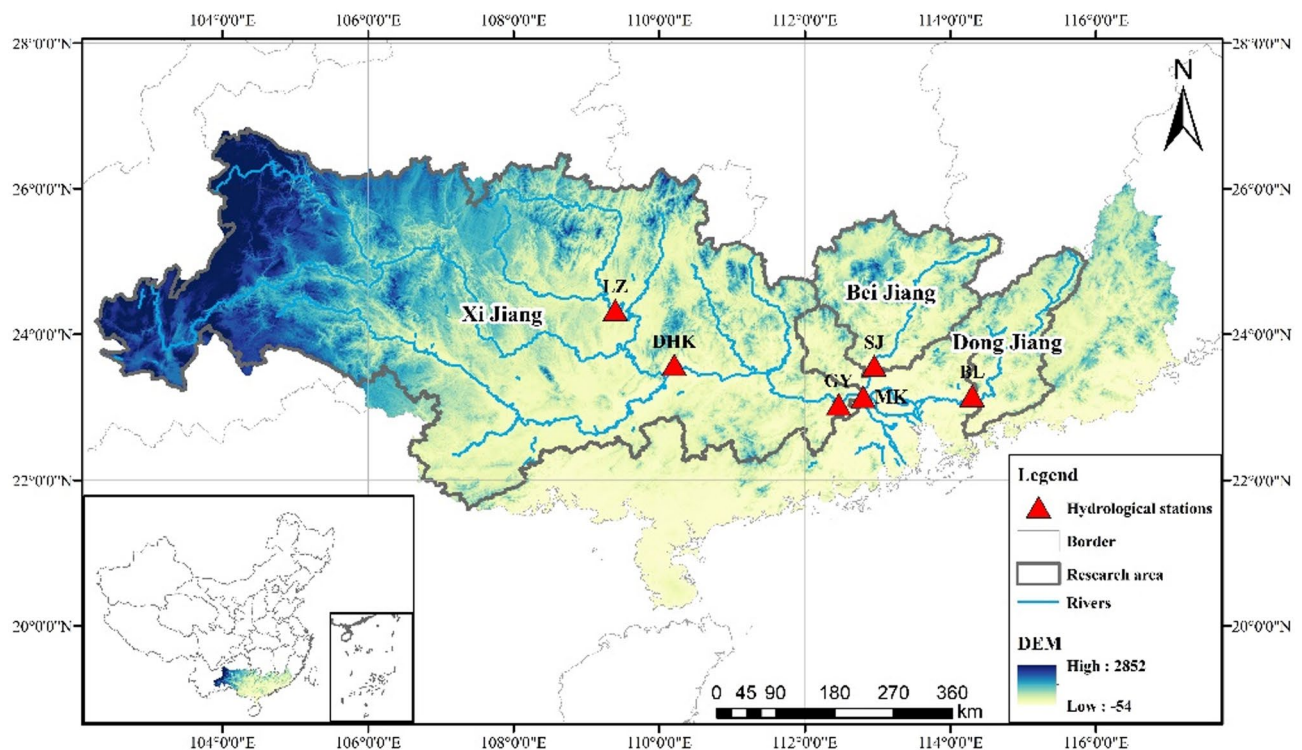 104°0'0"E 106°0'0"E 108°0'0"E 110°0'0"E 112°0'0"E 114°0'0"E 116°0'0"E
28°0'0"N 28°0'0"N
N
26°0'0"N 26°0'0"N
LZ
Xi Jiang
Bei Jiang
24°0'0"N 24°0'0"N
DHK
SJ
Dong Jiang
GY
MK
BL
22°0'0"N 22°0'0"N
Legend
Hydrological stations
Border
Research area
Rivers
20°0'0"N 20°0'0"N
DEM
High : 2852
Low : -54
0 45 90 180 270 360
km
104°0'0"E 106°0'0"E 108°0'0"E 110°0'0"E 112°0'0"E 114°0'0"E 116°0'0"E